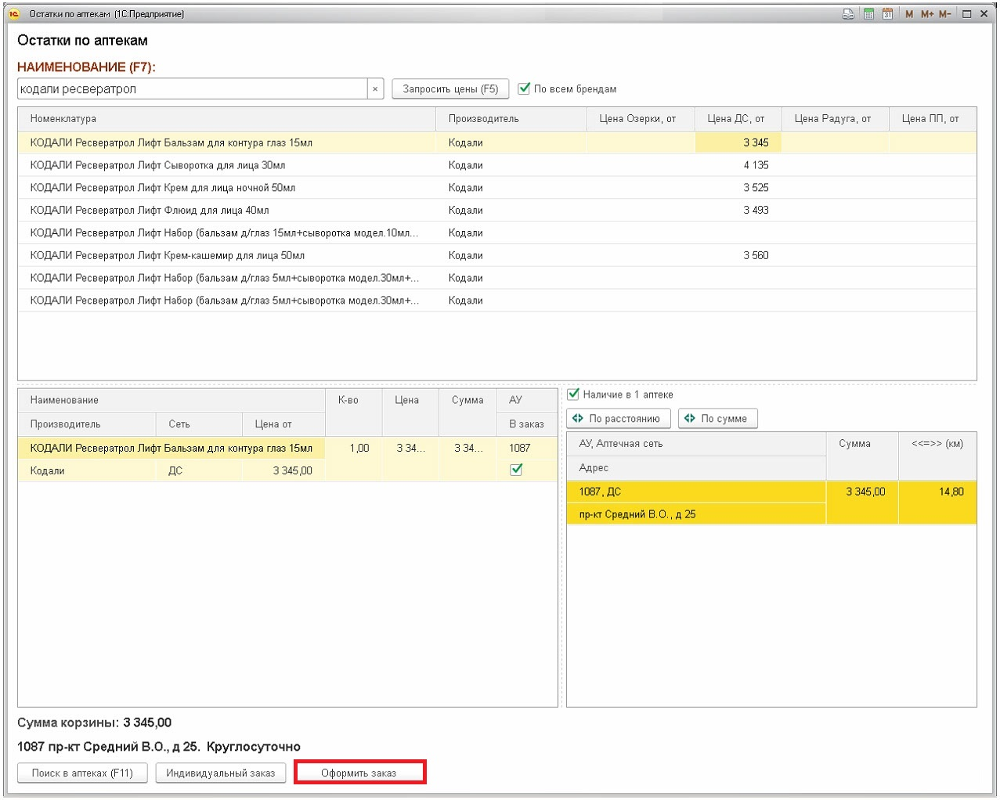 Остатки по аптекам (1С:Предприятие)
M M+ M-
Остатки по аптекам
НАИМЕНОВАНИЕ (F7):
кодали ресвератрол × Запросить цены (F5) По всем брендам
Номенклатура Производитель Цена Озерки, от Цена ДС, от Цена Радуга, от Цена ПП, от
КОДАЛИ Ресвератрол Лифт Бальзам для контура глаз 15мл Кодали 3 345
КОДАЛИ Ресвератрол Лифт Сыворотка для лица 30мл Кодали 4 135
КОДАЛИ Ресвератрол Лифт Крем для лица ночной 50мл Кодали 3 525
КОДАЛИ Ресвератрол Лифт Флюид для лица 40мл Кодали 3 493
КОДАЛИ Ресвератрол Лифт Набор (бальзам д/глаз 15мл+сыворотка модел.10мл... Кодали
КОДАЛИ Ресвератрол Лифт Крем-кашемир для лица 50мл Кодали 3 560
КОДАЛИ Ресвератрол Лифт Набор (бальзам д/глаз 5мл+сыворотка модел.30мл+... Кодали
КОДАЛИ Ресвератрол Лифт Набор (бальзам д/глаз 5мл+сыворотка модел.30мл+... Кодали
Наименование К-во Цена Сумма АУ
Производитель Сеть Цена от В заказ
КОДАЛИ Ресвератрол Лифт Бальзам для контура глаз 15мл 1,00 3 34... 3 34... 1087
Кодали ДС 3 345,00
Наличие в 1 аптеке
По расстоянию По сумме
АУ, Аптечная сеть Сумма <<=>> (км)
Адрес
1087, ДС 3 345,00 14,80
пр-кт Средний В.О., д 25
Сумма корзины: 3 345,00
1087 пр-кт Средний В.О., д 25. Круглосуточно
Поиск в аптеках (F11) Индивидуальный заказ Оформить заказ